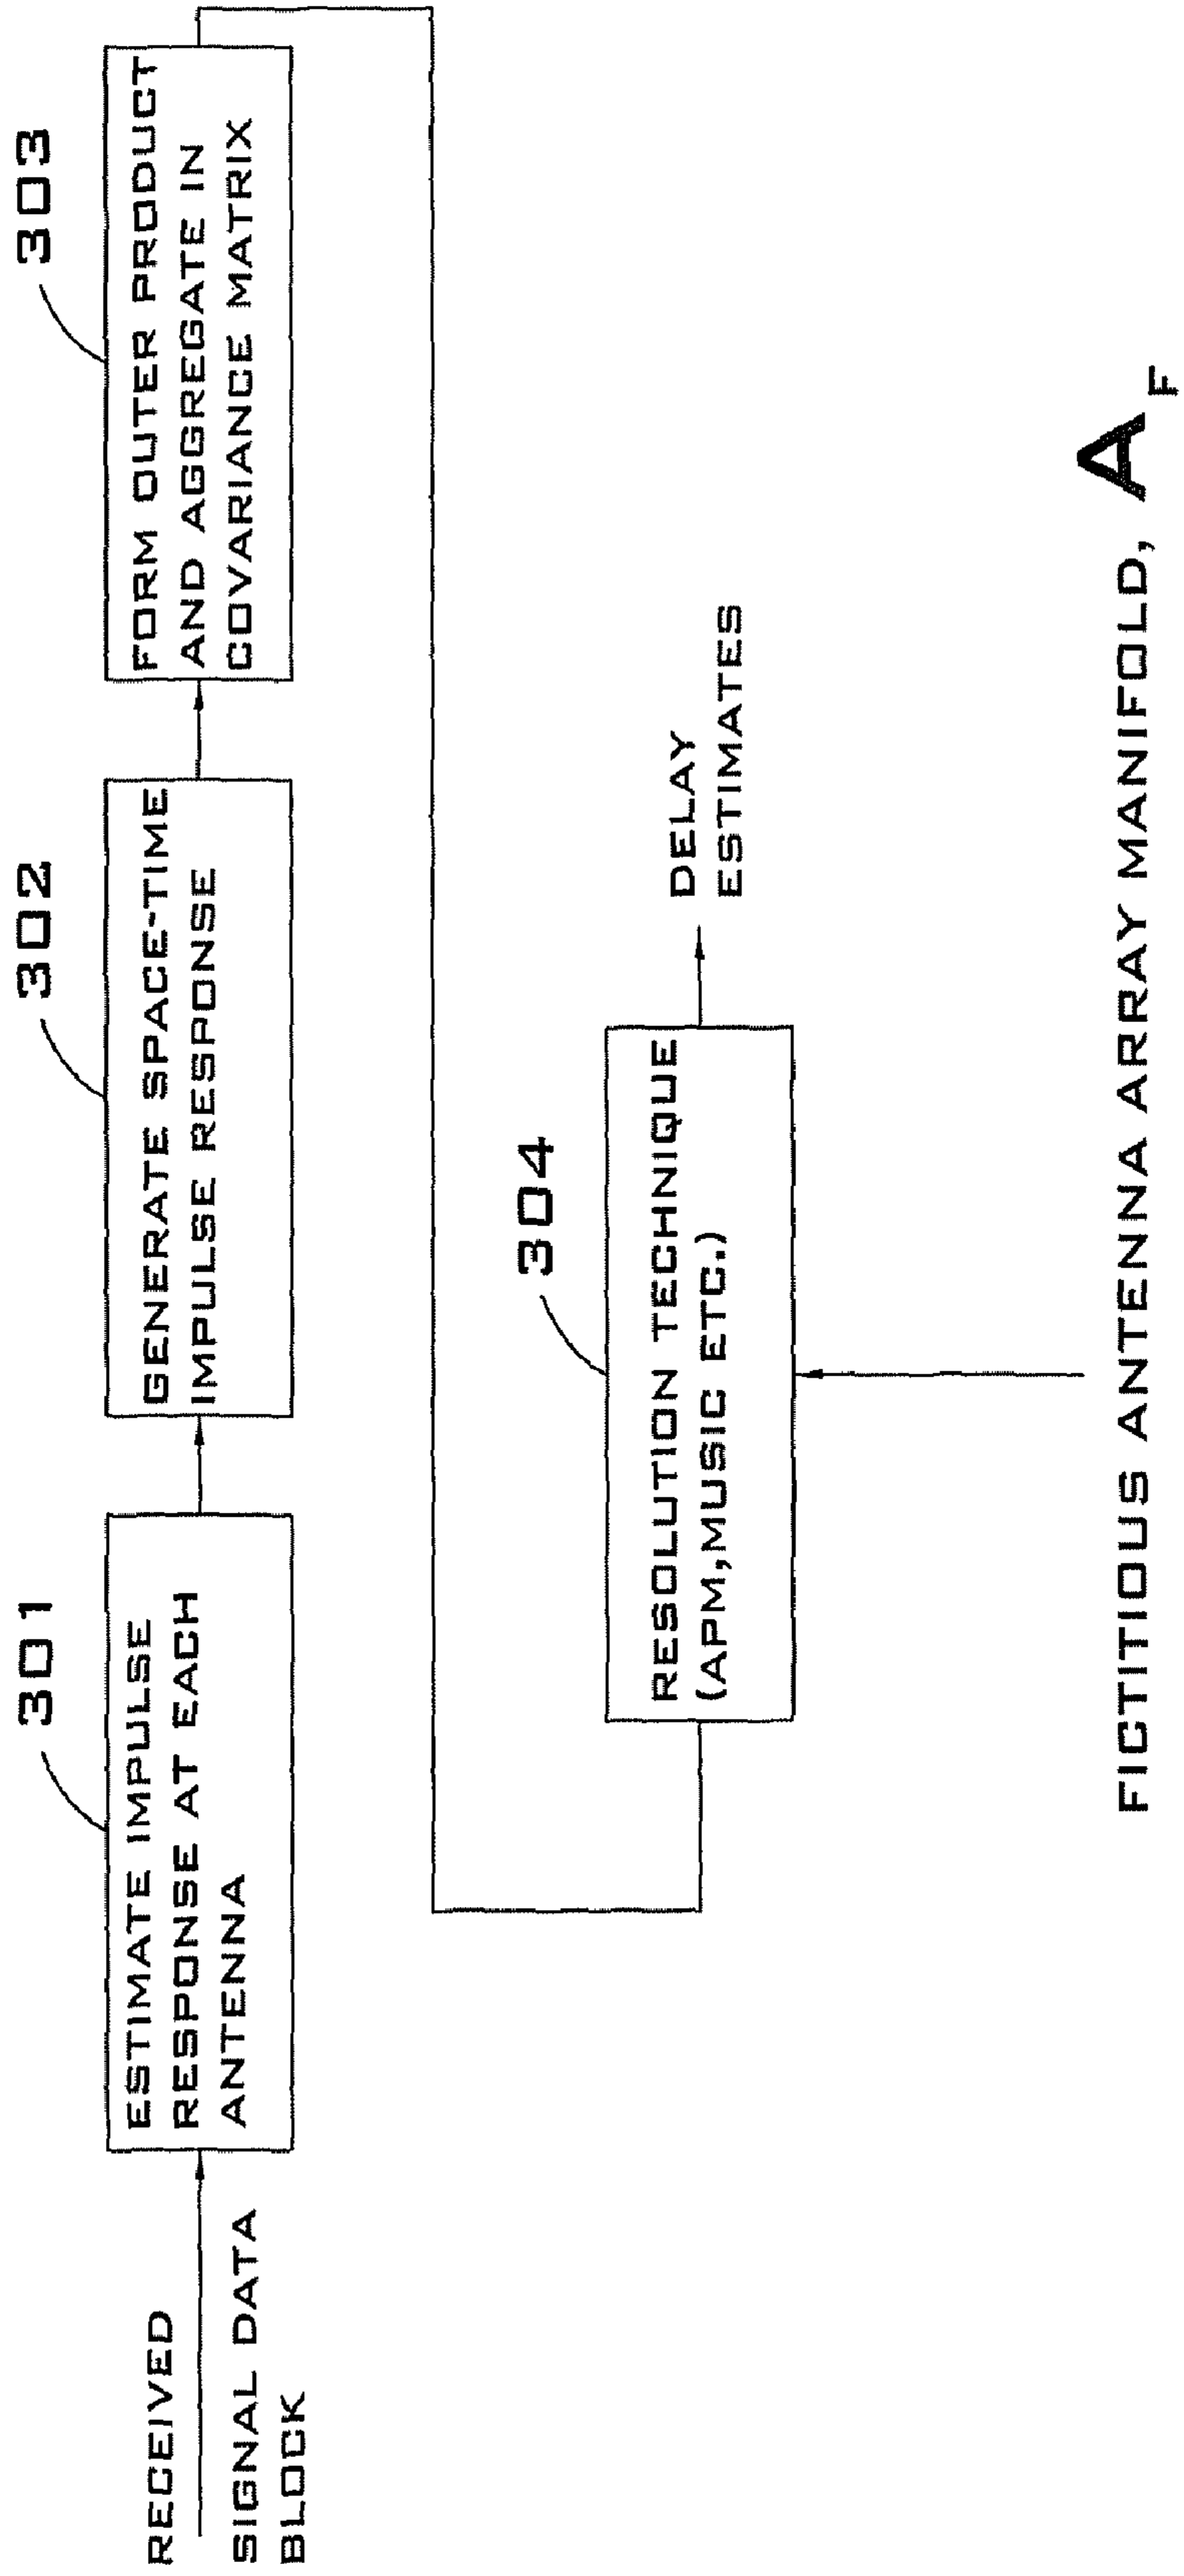 RECEIVED
SIGNAL DATA
BLOCK
301
ESTIMATE IMPULSE
RESPONSE AT EACH
ANTENNA
302
GENERATE SPACE-TIME
IMPULSE RESPONSE
303
FORM OUTER PRODUCT
AND AGGREGATE IN
COVARIANCE MATRIX
304
RESOLUTION TECHNIQUE
(APM,MUSIC ETC.)
DELAY
ESTIMATES
FICTITIOUS ANTENNA ARRAY MANIFOLD, A F